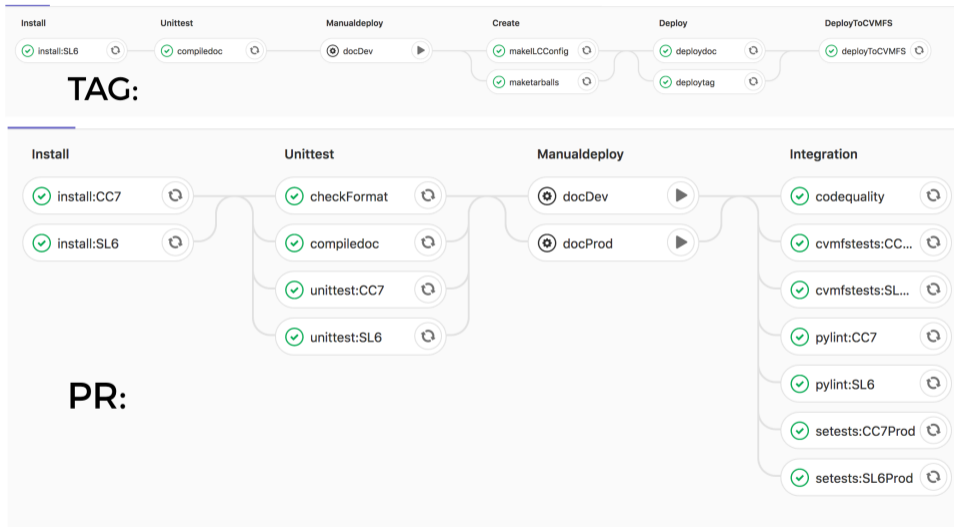 Install Unittest Manualdeploy Create Deploy DeployToCVMFS
install:SL6 compiledoc docDev makeILCConfig deploydoc deployToCVMFS
maketarballs deploytag
TAG:
Install Unittest Manualdeploy Integration
install:CC7 checkFormat docDev codequality
install:SL6 compiledoc docProd cvmfstests:CC...
unittest:CC7 cvmfstests:SL...
unittest:SL6 pylint:CC7
pylint:SL6
PR:
setests:CC7Prod
setests:SL6Prod